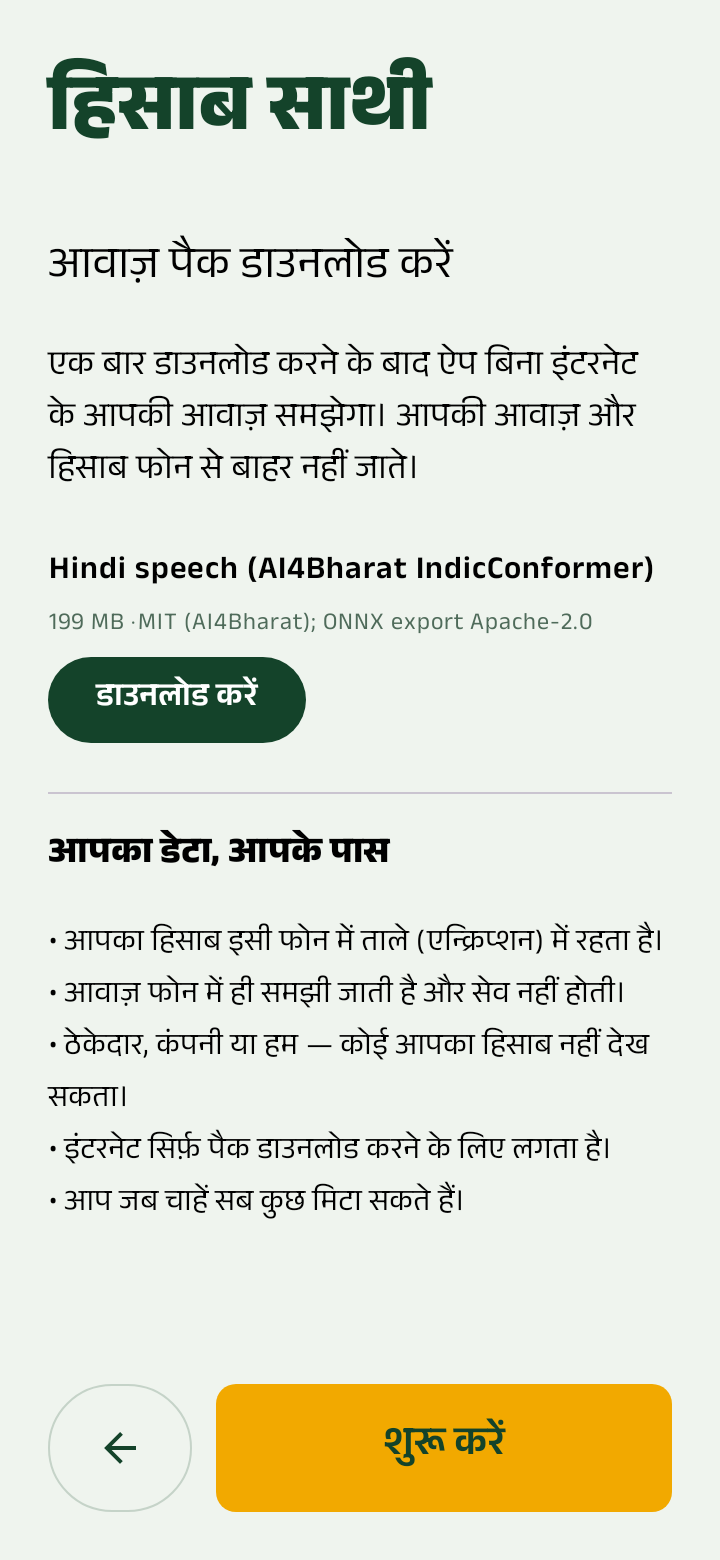 हिसाब साथी
आवाज़ पैक डाउनलोड करें
एक बार डाउनलोड करने के बाद ऐप बिना इंटरनेट
के आपकी आवाज़ समझेगा। आपकी आवाज़ और
हिसाब फोन से बाहर नहीं जाते।
Hindi speech (AI4Bharat IndicConformer)
199 MB · MIT (AI4Bharat); ONNX export Apache-2.0
डाउनलोड करें
आपका डेटा, आपके पास
• आपका हिसाब इसी फोन में ताले (एन्क्रिप्शन) में रहता है।
• आवाज़ फोन में ही समझी जाती है और सेव नहीं होती।
• ठेकेदार, कंपनी या हम — कोई आपका हिसाब नहीं देख
सकता।
• इंटरनेट सिर्फ़ पैक डाउनलोड करने के लिए लगता है।
• आप जब चाहें सब कुछ मिटा सकते हैं।
शुरू करें